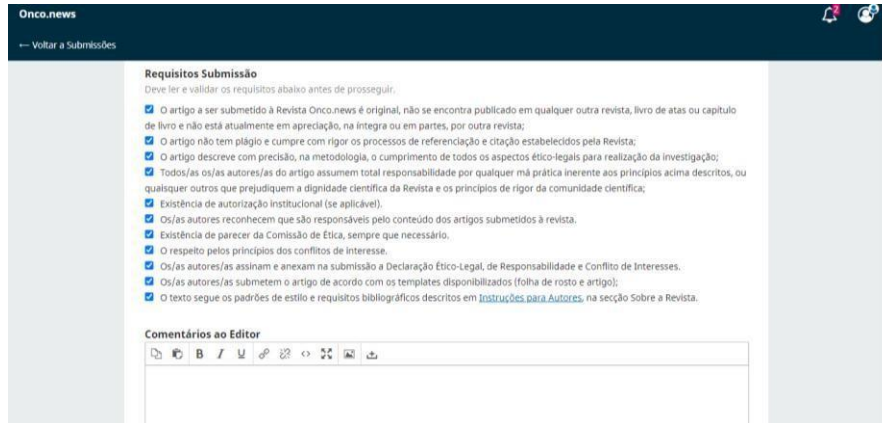 Onco.news
2
← Voltar a Submissões
Requisitos Submissão
Deve ler e validar os requisitos abaixo antes de prosseguir.
O artigo a ser submetido à Revista Onco.news é original, não se encontra publicado em qualquer outra revista, livro de atas ou capítulo
de livro e não está atualmente em apreciação, na íntegra ou em partes, por outra revista;
O artigo não tem plágio e cumpre com rigor os processos de referenciação e citação estabelecidos pela Revista;
O artigo descreve com precisão, na metodologia, o cumprimento de todos os aspectos ético-legais para realização da investigação;
Todos/as os/as autores/as do artigo assumem total responsabilidade por qualquer má prática inerente aos princípios acima descritos, ou
quaisquer outros que prejudiquem a dignidade científica da Revista e os princípios de rigor da comunidade científica;
Existência de autorização institucional (se aplicável).
Os/as autores reconhecem que são responsáveis pelo conteúdo dos artigos submetidos à revista.
Existência de parecer da Comissão de Ética, sempre que necessário.
O respeito pelos princípios dos conflitos de interesse.
Os/as autores/as assinam e anexam na submissão a Declaração Ético-Legal, de Responsabilidade e Conflito de Interesses.
Os/as autores/as submetem o artigo de acordo com os templates disponibilizados (folha de rosto e artigo);
O texto segue os padrões de estilo e requisitos bibliográficos descritos em Instruções para Autores, na secção Sobre a Revista.
Comentários ao Editor
B I U